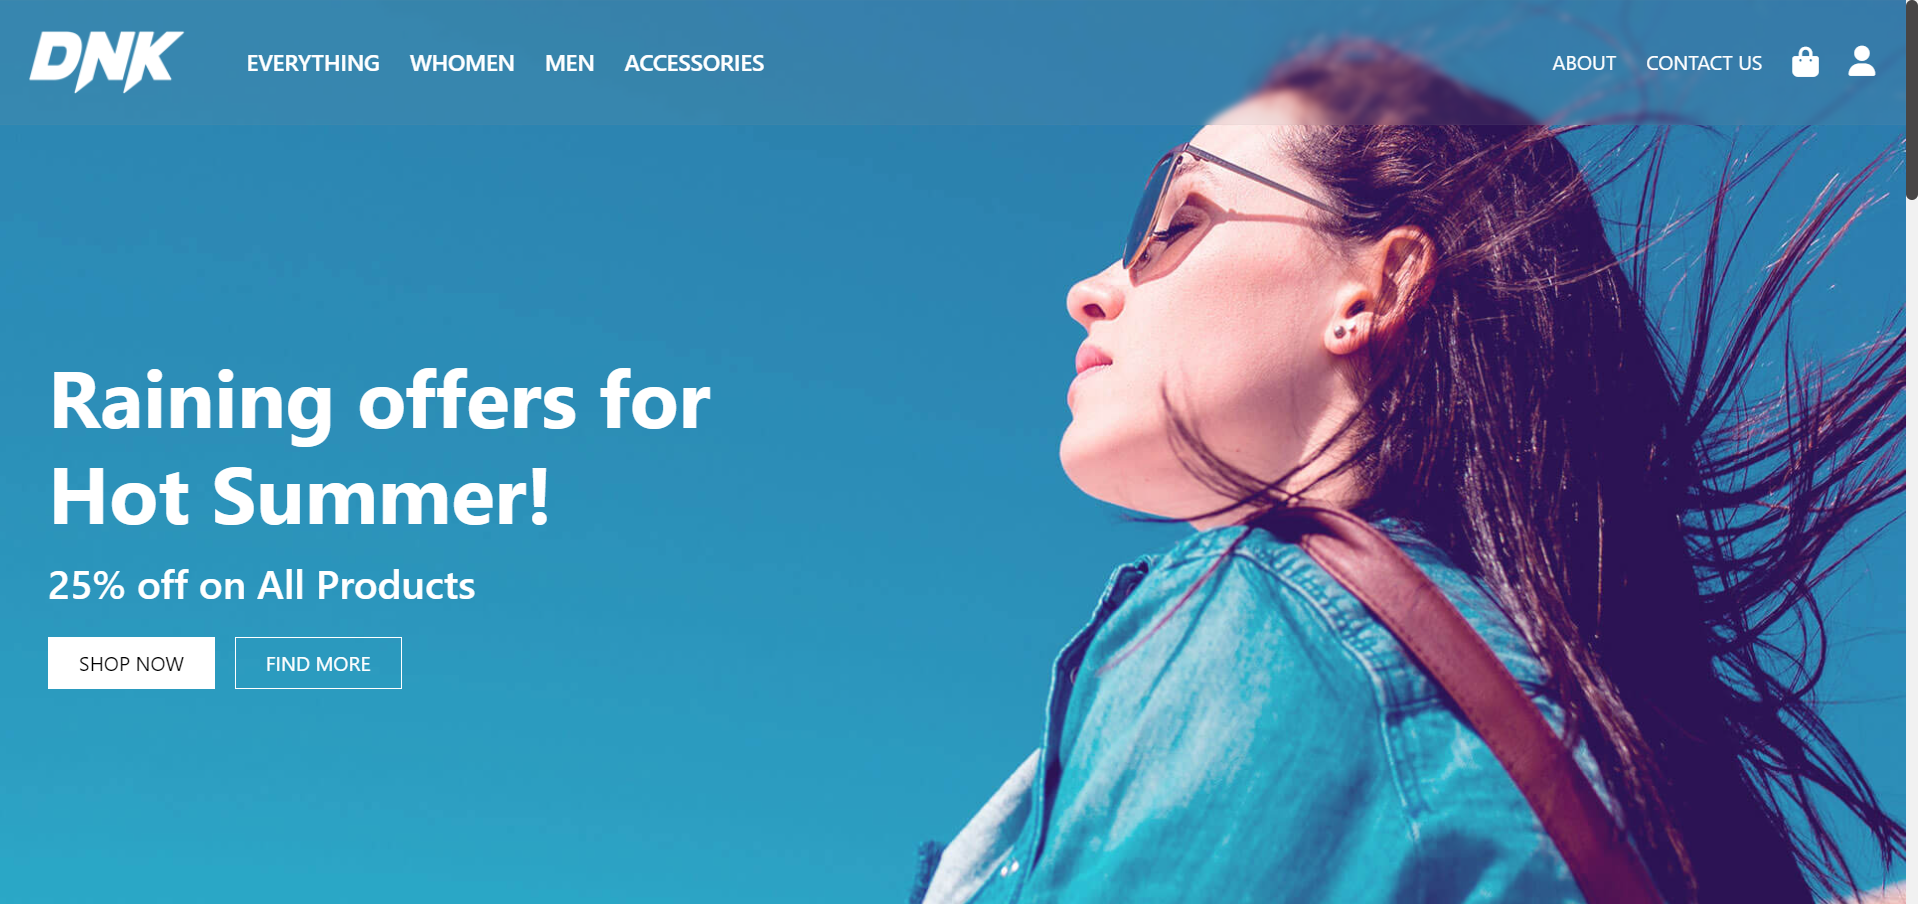 DNK
EVERYTHING WHOMEN MEN ACCESSORIES ABOUT CONTACT US
Raining offers for
Hot Summer!
25% off on All Products
SHOP NOW FIND MORE